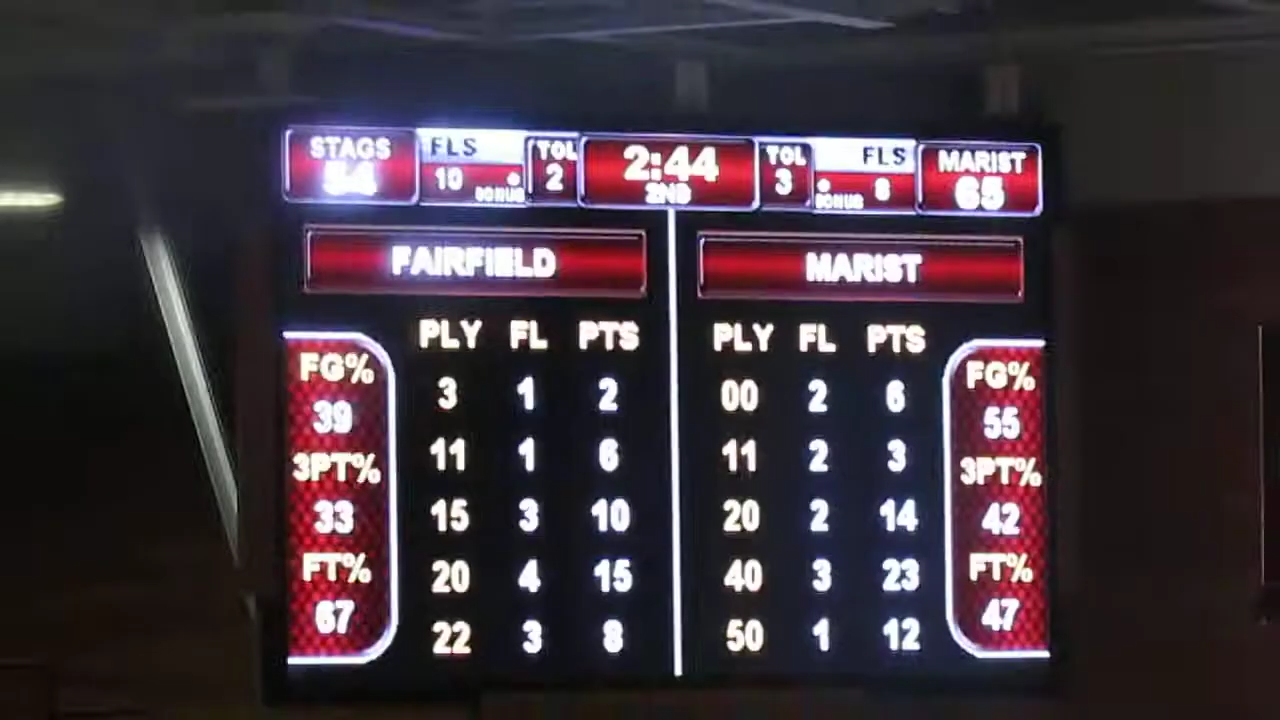 STAGS FLS TOL 2:44 TOL FLS MARIST
54 10 BONUS 2 2ND 3 BONUS 8 65
FAIRFIELD MARIST
PLY FL PTS PLY FL PTS
FG% 3 1 2 00 2 6 FG%
39 11 1 6 11 2 3 55
3PT% 15 3 10 20 2 14 3PT%
33 20 4 15 40 3 23 42
FT% 22 3 8 50 1 12 FT%
67 47